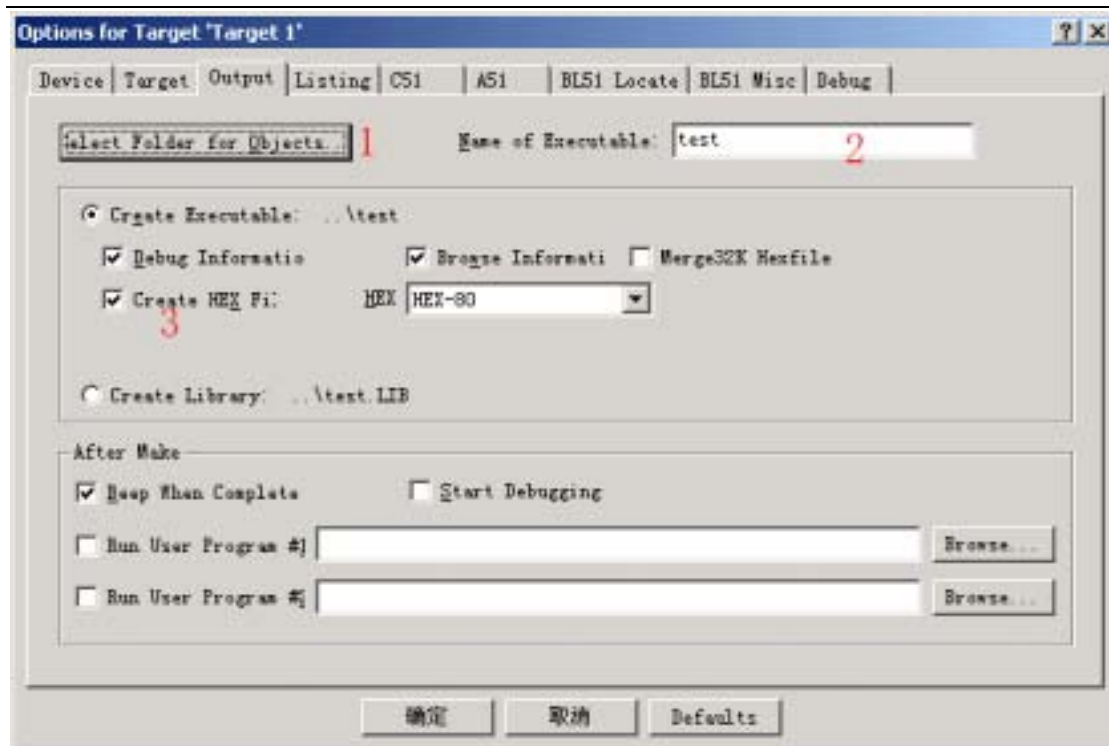 Options for Target 'Target 1'
Device Target Output Listing C51 A51 BL51 Locate BL51 Misc Debug
Select Folder for Objects.. 1 Name of Executable: test 2
Create Executable: ..\test
Debug Informatio Browse Informati Merge32K Hexfile
Create HEX Fi: HEX HEX-80
3
Create Library: ..\test.LIB
After Make
Beep When Complete Start Debugging
Run User Program #1 Browse...
Run User Program # Browse...
确定 取消 Defaults